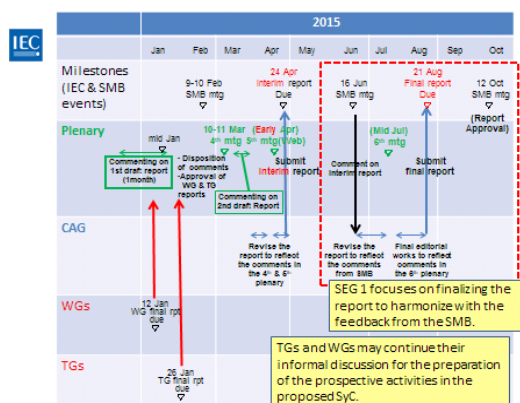 IEC
2015
Jan Feb Mar Apr May Jun Jul Aug Sep Oct
Milestones
(IEC & SMB
events)
9-10 Feb
SMB mtg
24 Apr
Interim report
Due
16 Jun
SMB mtg
21 Aug
Final report
Due
12 Oct
SMB mtg
(Report
Approval)
Plenary
mid Jan
Commenting on
1st draft report
(1month)
- Disposition
of comments
-Approval of
WG & TG
reports
10-11 Mar
4th mtg
(Early Apr)
5th mtg(Web)
Commenting on
2nd draft Report
Submit
interim report
Comment on
interim report
(Mid Jul)
6th mtg
Submit
final report
CAG
Revise the
report to reflect
the comments
in the 4th & 5th
plenary
Revise the
report to reflect
the comments
from SMB
Final editorial
works to reflect
comments in
the 6th plenary
SEG 1 focuses on finalizing the
report to harmonize with the
feedback from the SMB.
WGs
12 Jan
WG final rpt
due
TGs
26 Jan
TG final rpt
due
TGs and WGs may continue their
informal discussion for the preparation
of the prospective activities in the
proposed SyC.